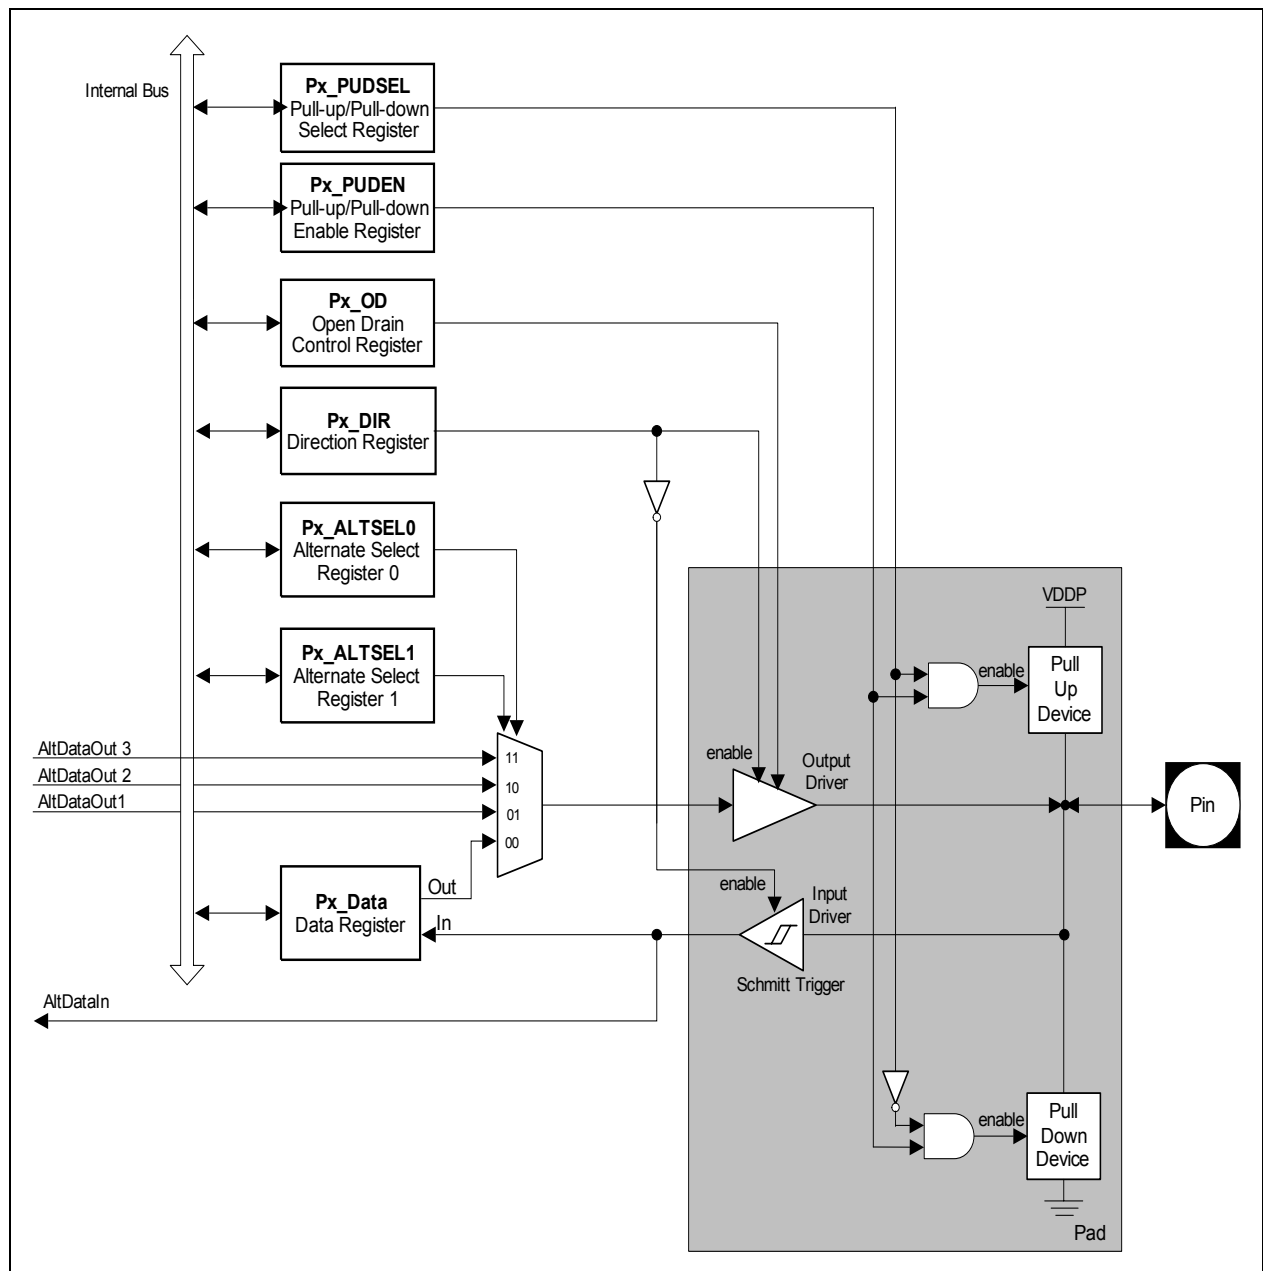 Internal Bus
Px_PUDSEL
Pull-up/Pull-down
Select Register
Px_PUDEN
Pull-up/Pull-down
Enable Register
Px_OD
Open Drain
Control Register
Px_DIR
Direction Register
Px_ALTSEL0
Alternate Select
Register 0
Px_ALTSEL1
Alternate Select
Register 1
AltDataOut 3
AltDataOut 2
AltDataOut1
11
10
01
00
Px_Data
Data Register
Out
In
AltDataIn
enable
Output
Driver
enable
Input
Driver
Schmitt Trigger
VDDP
enable
Pull
Up
Device
Pin
enable
Pull
Down
Device
Pad